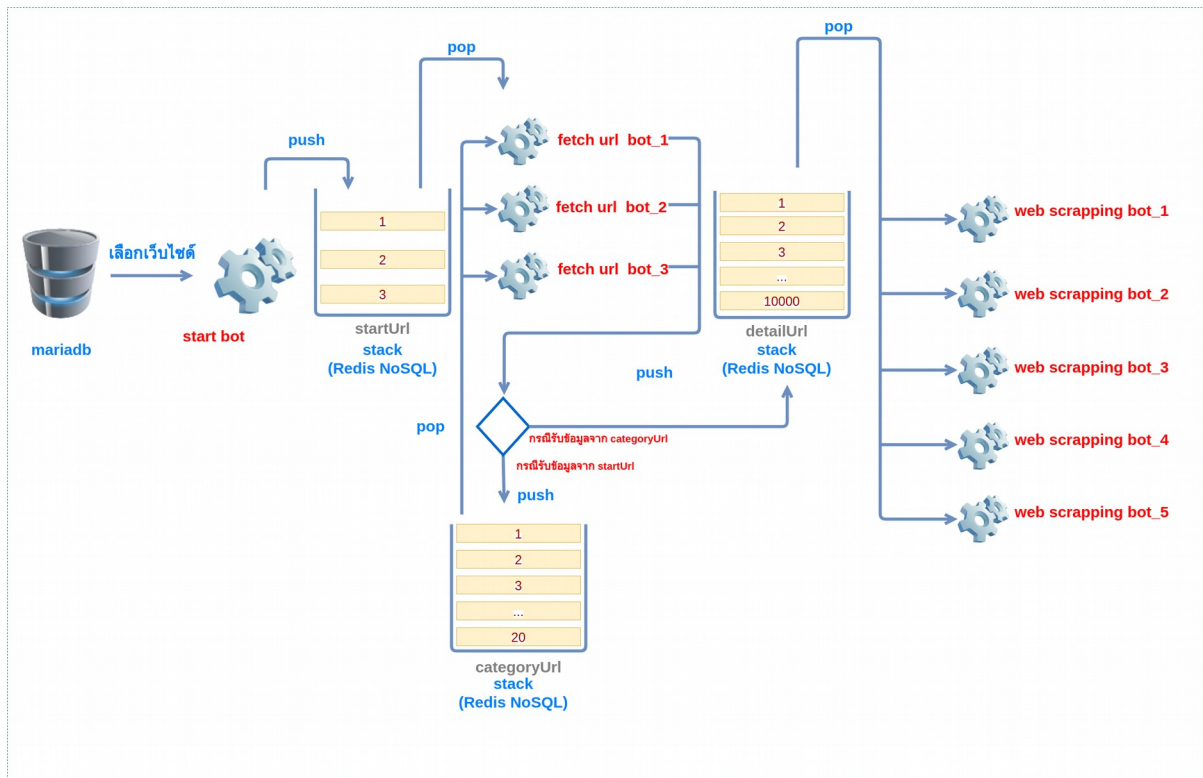 pop
pop
push
fetch url bot_1
1
fetch url bot_2
web scrapping bot_1
1
2
fetch url bot_3
3
2
...
3
10000
เลือกเว็บไซต์
start bot
mariadb
startUrl
stack
(Redis NoSQL)
detailUrl
stack
(Redis NoSQL)
web scrapping bot_2
web scrapping bot_3
push
pop
กรณีรับข้อมูลจาก categoryUrl
กรณีรับข้อมูลจาก startUrl
push
web scrapping bot_4
web scrapping bot_5
1
2
3
...
20
categoryUrl
stack
(Redis NoSQL)